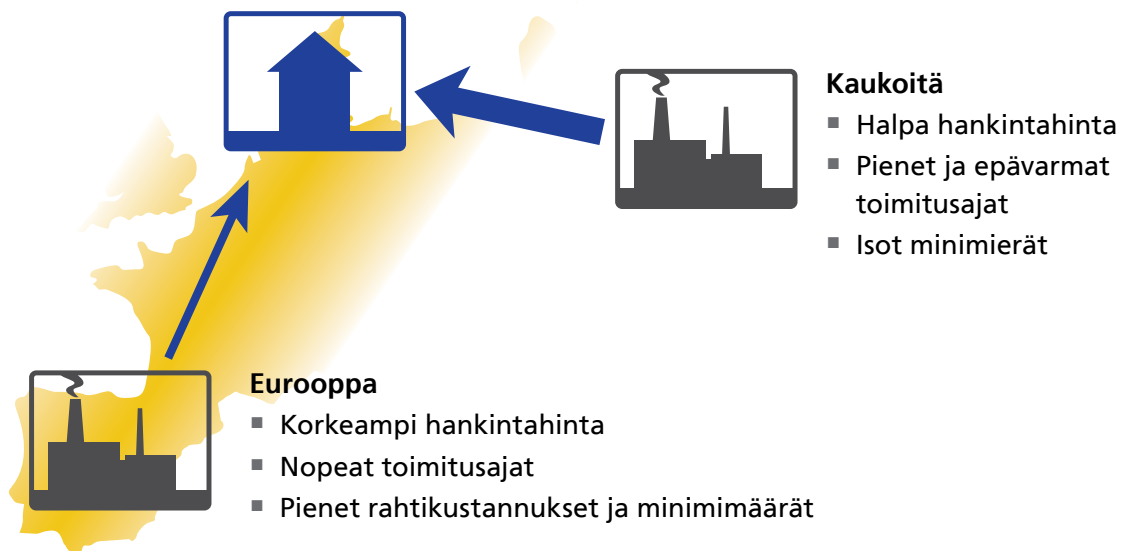 Kaukoitä
▪ Halpa hankintahinta
▪ Pienet ja epävarmat
toimitusajat
▪ Isot minimierät
Eurooppa
▪ Korkeampi hankintahinta
▪ Nopeat toimitusajat
▪ Pienet rahtikustannukset ja minimimäärät